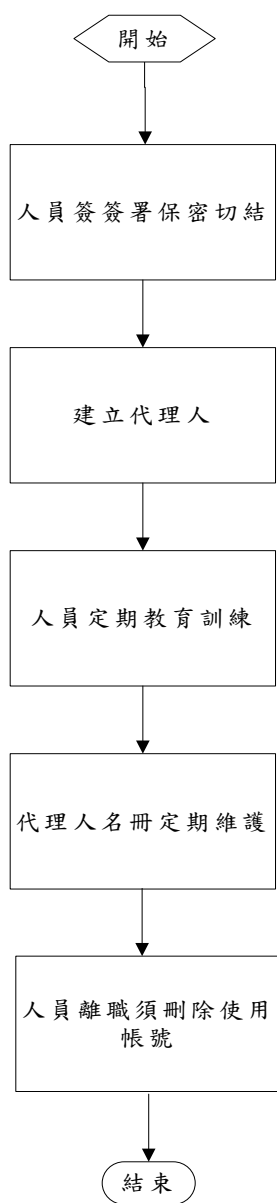 開始
人員簽簽署保密切結
建立代理人
人員定期教育訓練
代理人名冊定期維護
人員離職須刪除使用
帳號
結束